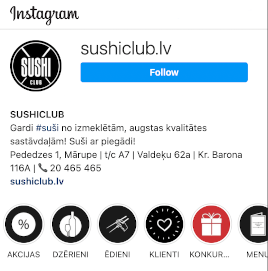 Instagram
SUSHI
CLUB
sushiclub.lv
Follow
SUSHICLUB
Gardi #suši no izmeklētām, augstas kvalitātes
sastāvdaļām! Suši ar piegādi!
Pededzes 1, Mārupe | t/c A7 | Valdeķu 62a | Kr. Barona
116A | 📞 20 465 465
sushiclub.lv
%
AKCIJAS DZĒRIENI ĒDIENI KLIENTI KONKUR... MENU